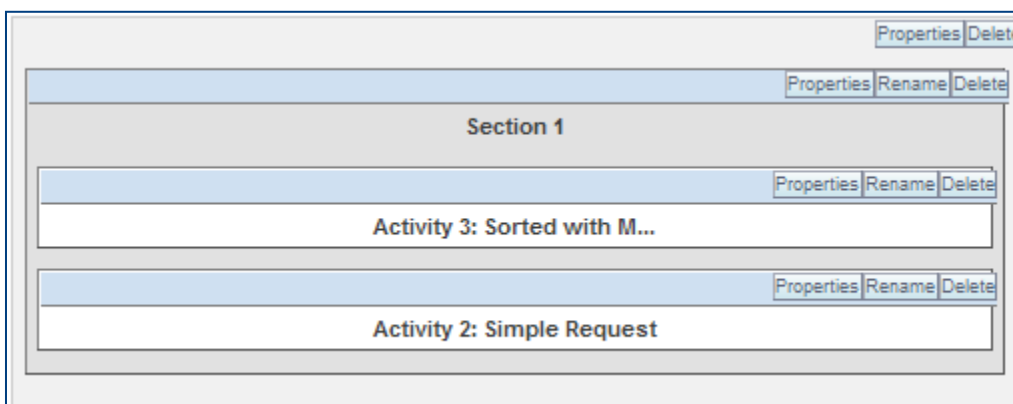 Properties Delete
Properties Rename Delete
Section 1
Properties Rename Delete
Activity 3: Sorted with M...
Properties Rename Delete
Activity 2: Simple Request